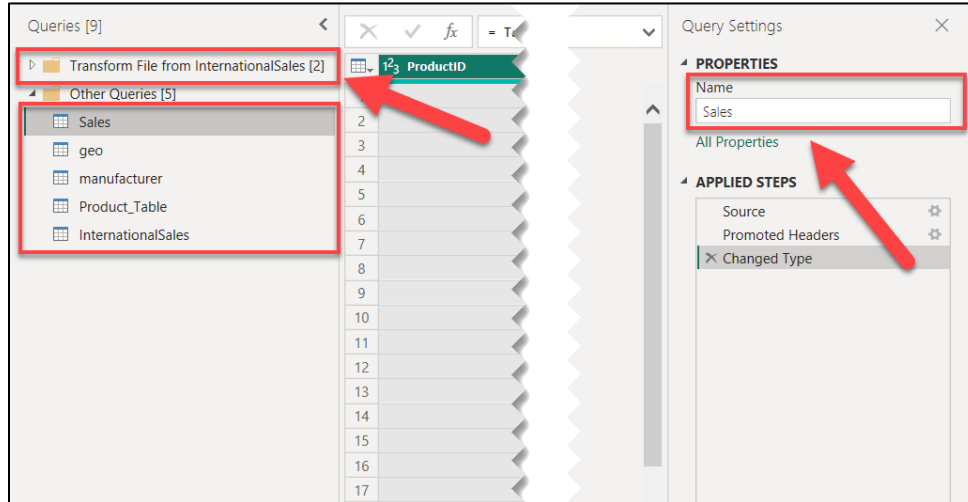 Queries [9]
Transform File from InternationalSales [2]
Other Queries [5]
Sales
geo
manufacturer
Product_Table
InternationalSales
fx
= Ta
1²3 ProductID
2
3
4
5
6
7
8
9
10
11
12
13
14
15
16
17
Query Settings
PROPERTIES
Name
Sales
All Properties
APPLIED STEPS
Source
Promoted Headers
Changed Type